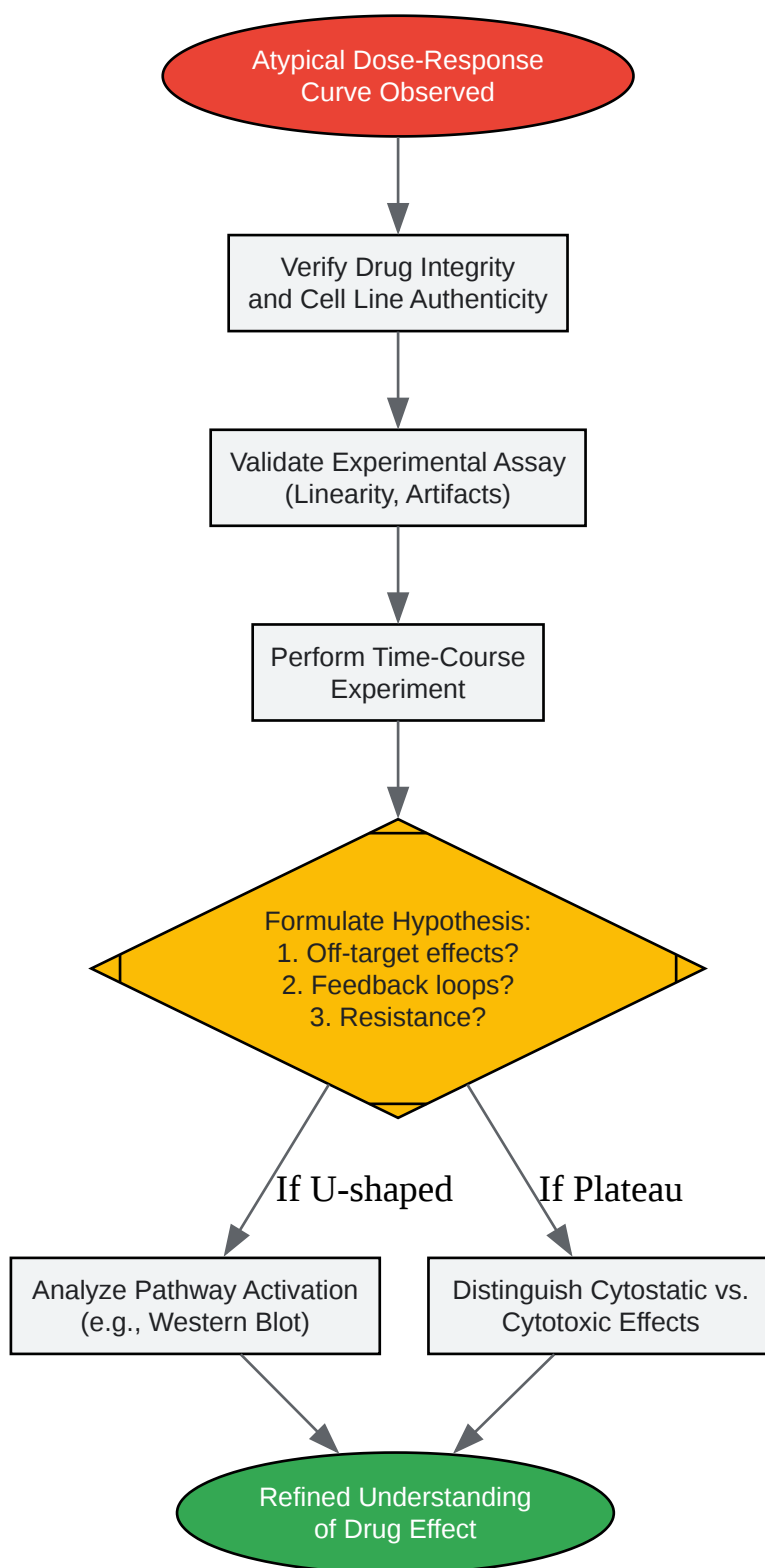 Atypical Dose-Response
Curve Observed
Verify Drug Integrity
and Cell Line Authenticity
Validate Experimental Assay
(Linearity, Artifacts)
Perform Time-Course
Experiment
Formulate Hypothesis:
1. Off-target effects?
2. Feedback loops?
3. Resistance?
If U-shaped
If Plateau
Analyze Pathway Activation
(e.g., Western Blot)
Distinguish Cytostatic vs.
Cytotoxic Effects
Refined Understanding
of Drug Effect